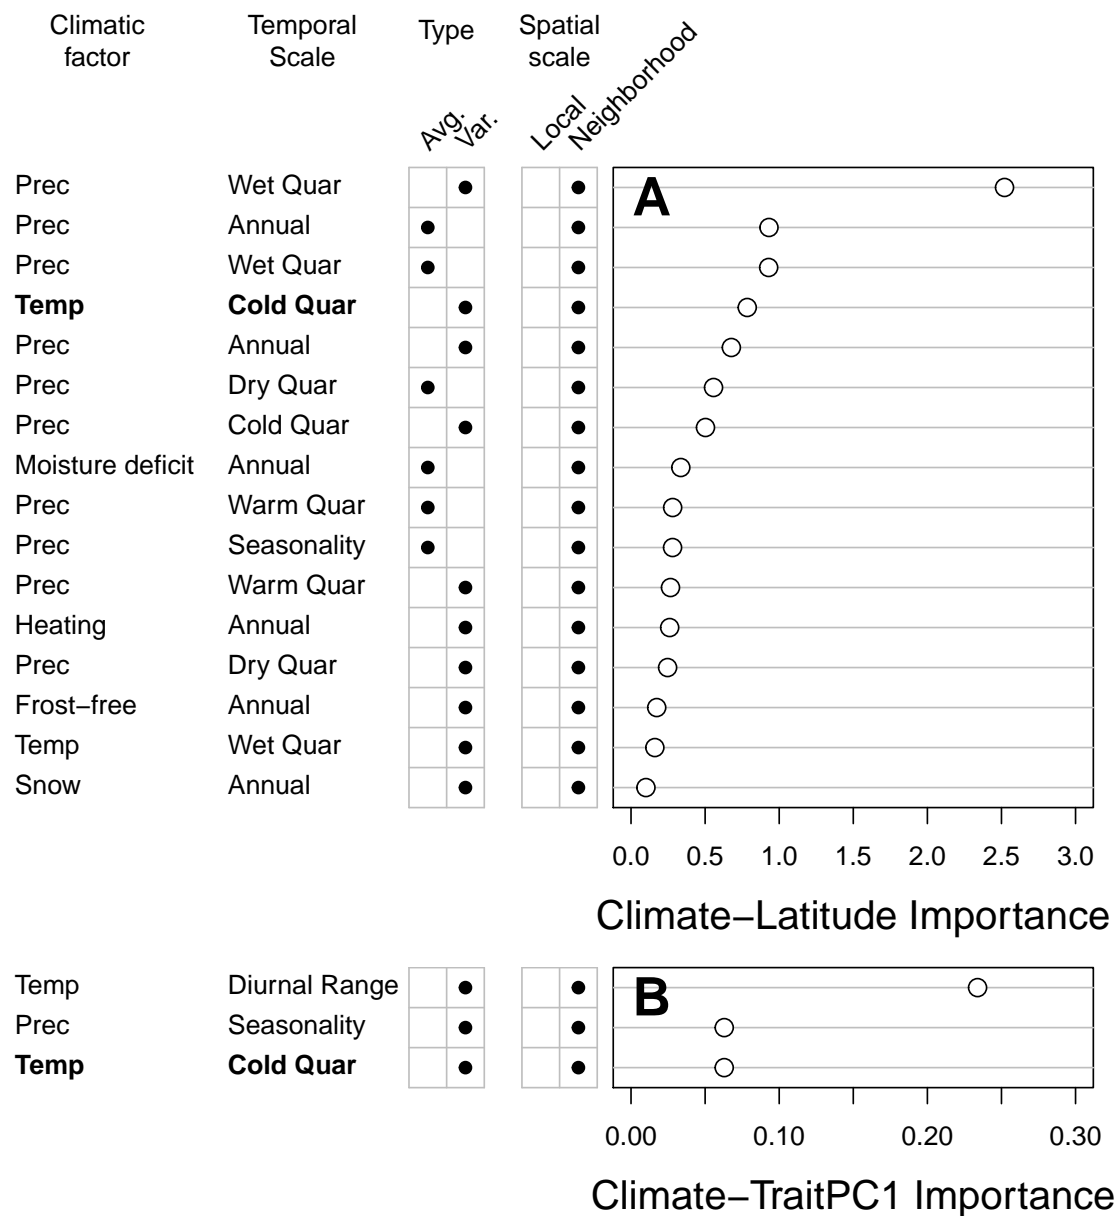 Climatic factor
Temporal Scale
Type
Spatial scale
Avg.
Var.
Local
Neighborhood
A
Prec Wet Quar
Prec Annual
Prec Wet Quar
Temp Cold Quar
Prec Annual
Prec Dry Quar
Prec Cold Quar
Moisture deficit Annual
Prec Warm Quar
Prec Seasonality
Prec Warm Quar
Heating Annual
Prec Dry Quar
Frost−free Annual
Temp Wet Quar
Snow Annual
0.0 0.5 1.0 1.5 2.0 2.5 3.0
Climate−Latitude Importance
B
Temp Diurnal Range
Prec Seasonality
Temp Cold Quar
0.00 0.10 0.20 0.30
Climate−TraitPC1 Importance